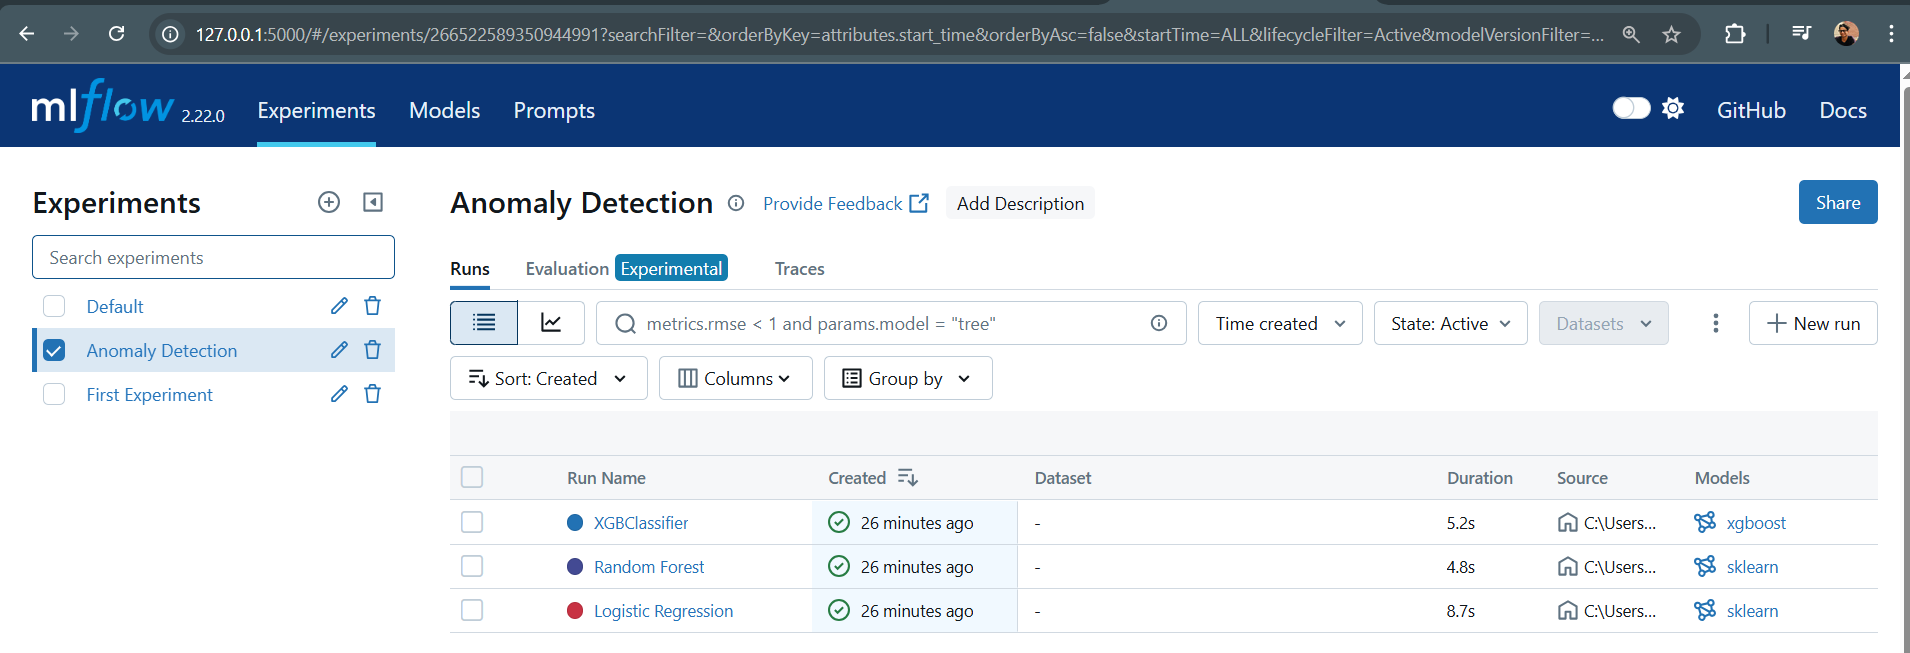 127.0.0.1:5000/#/experiments/266522589350944991?searchFilter=&orderByKey=attributes.start_time&orderByAsc=false&startTime=ALL&lifecycleFilter=Active&modelVersionFilter=...
mlflow 2.22.0 Experiments Models Prompts GitHub Docs
Experiments
Search experiments
Default
Anomaly Detection
First Experiment
Anomaly Detection Provide Feedback Add Description Share
Runs Evaluation Experimental Traces
metrics.rmse < 1 and params.model = "tree" Time created State: Active Datasets New run
Sort: Created Columns Group by
Run Name Created Dataset Duration Source Models
XGBClassifier 26 minutes ago - 5.2s C:\Users... xgboost
Random Forest 26 minutes ago - 4.8s C:\Users... sklearn
Logistic Regression 26 minutes ago - 8.7s C:\Users... sklearn